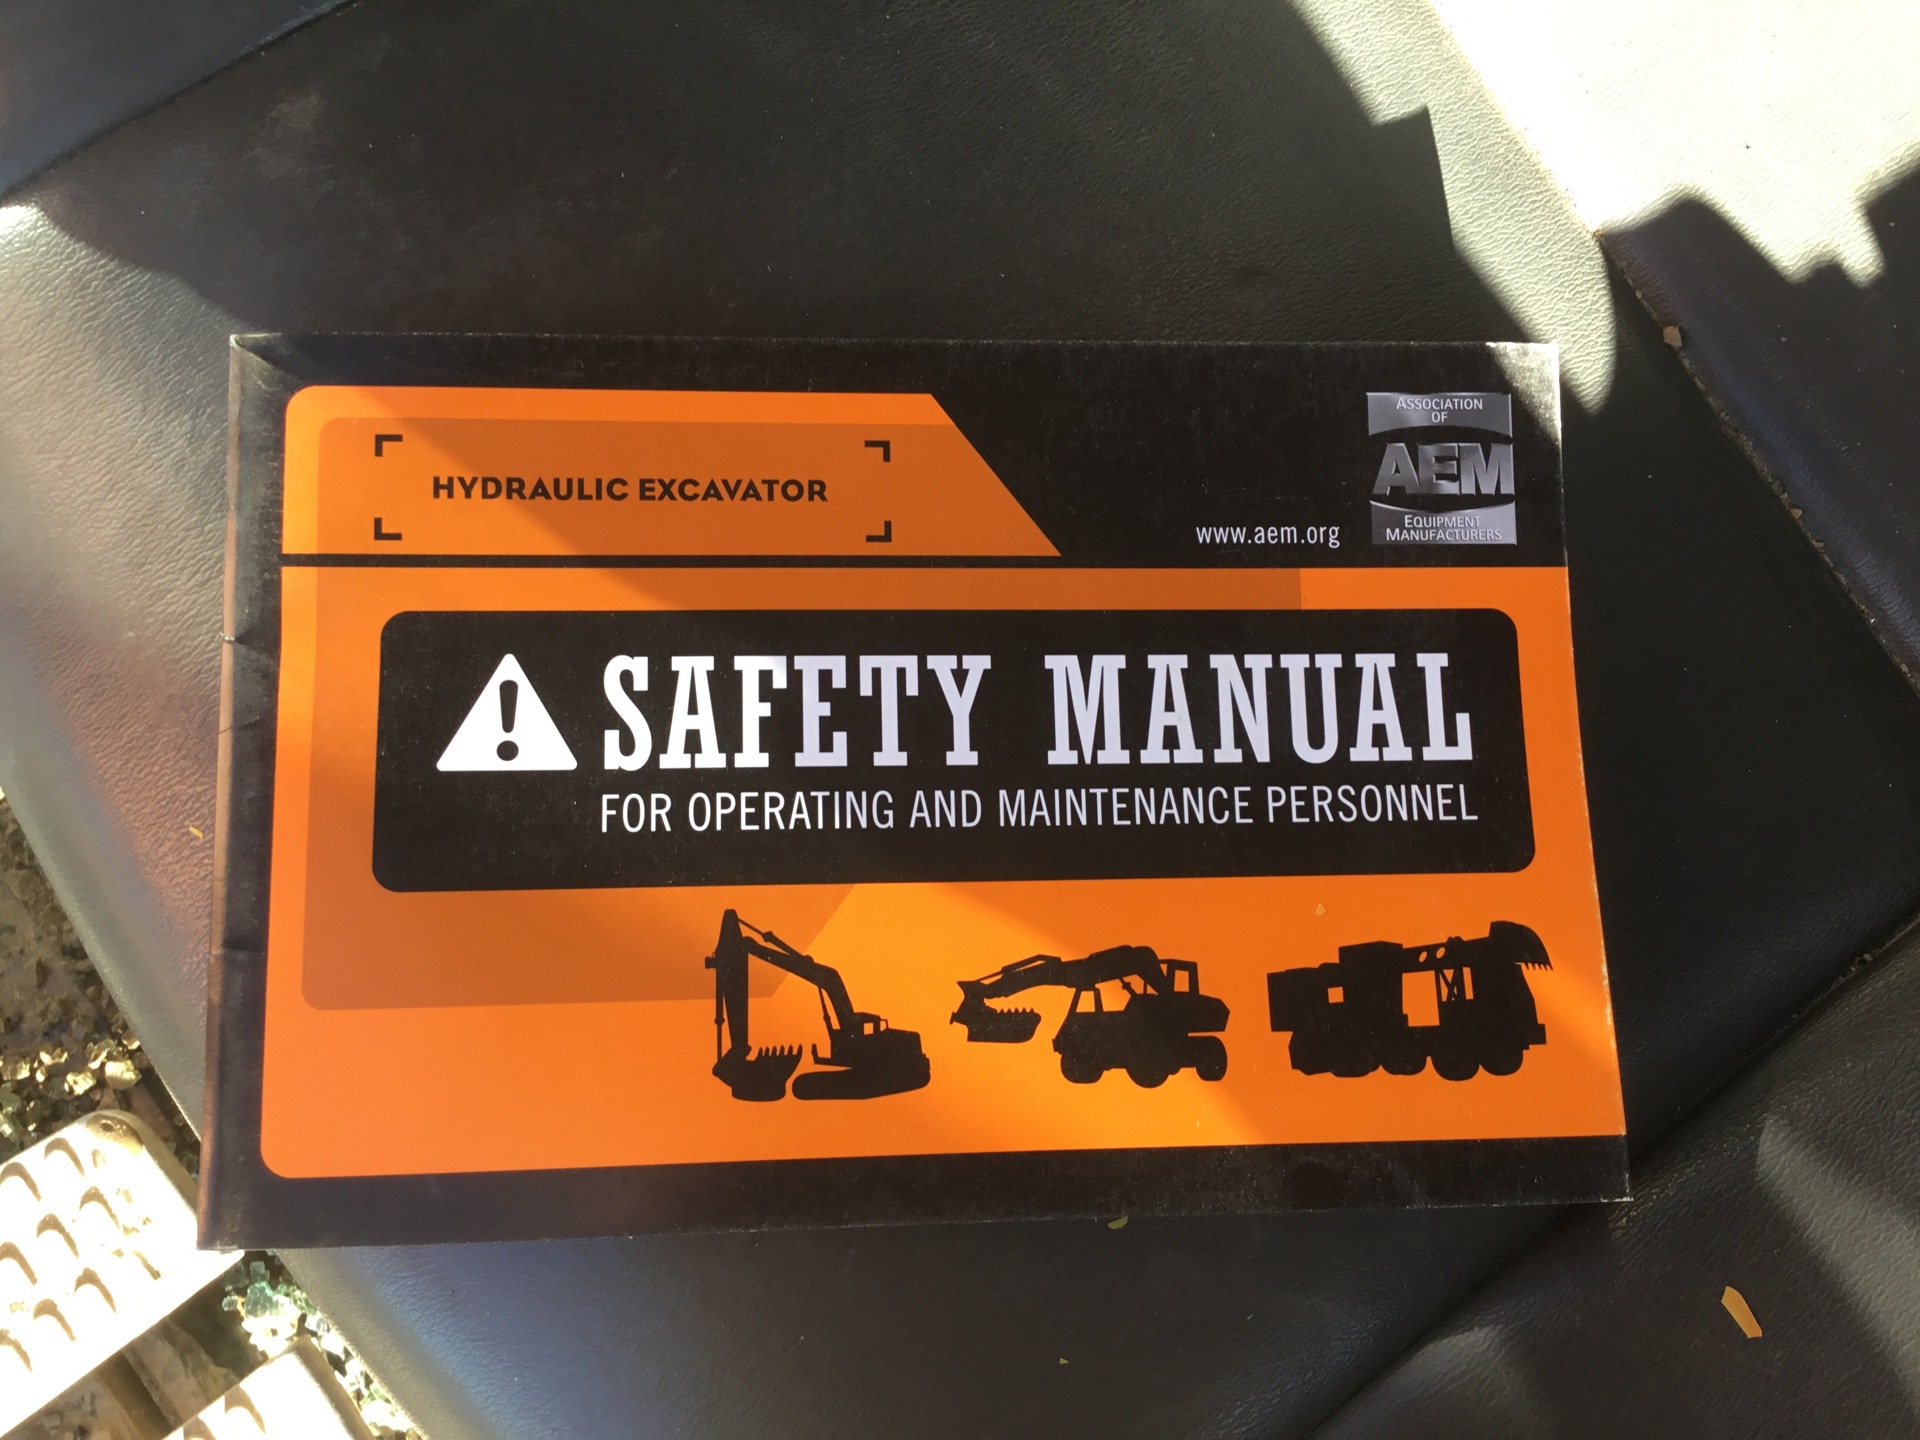 HYDRAULIC EXCAVATOR
www.aem.org
ASSOCIATION
OF
AEM
EQUIPMENT
MANUFACTURERS
SAFETY MANUAL
FOR OPERATING AND MAINTENANCE PERSONNEL